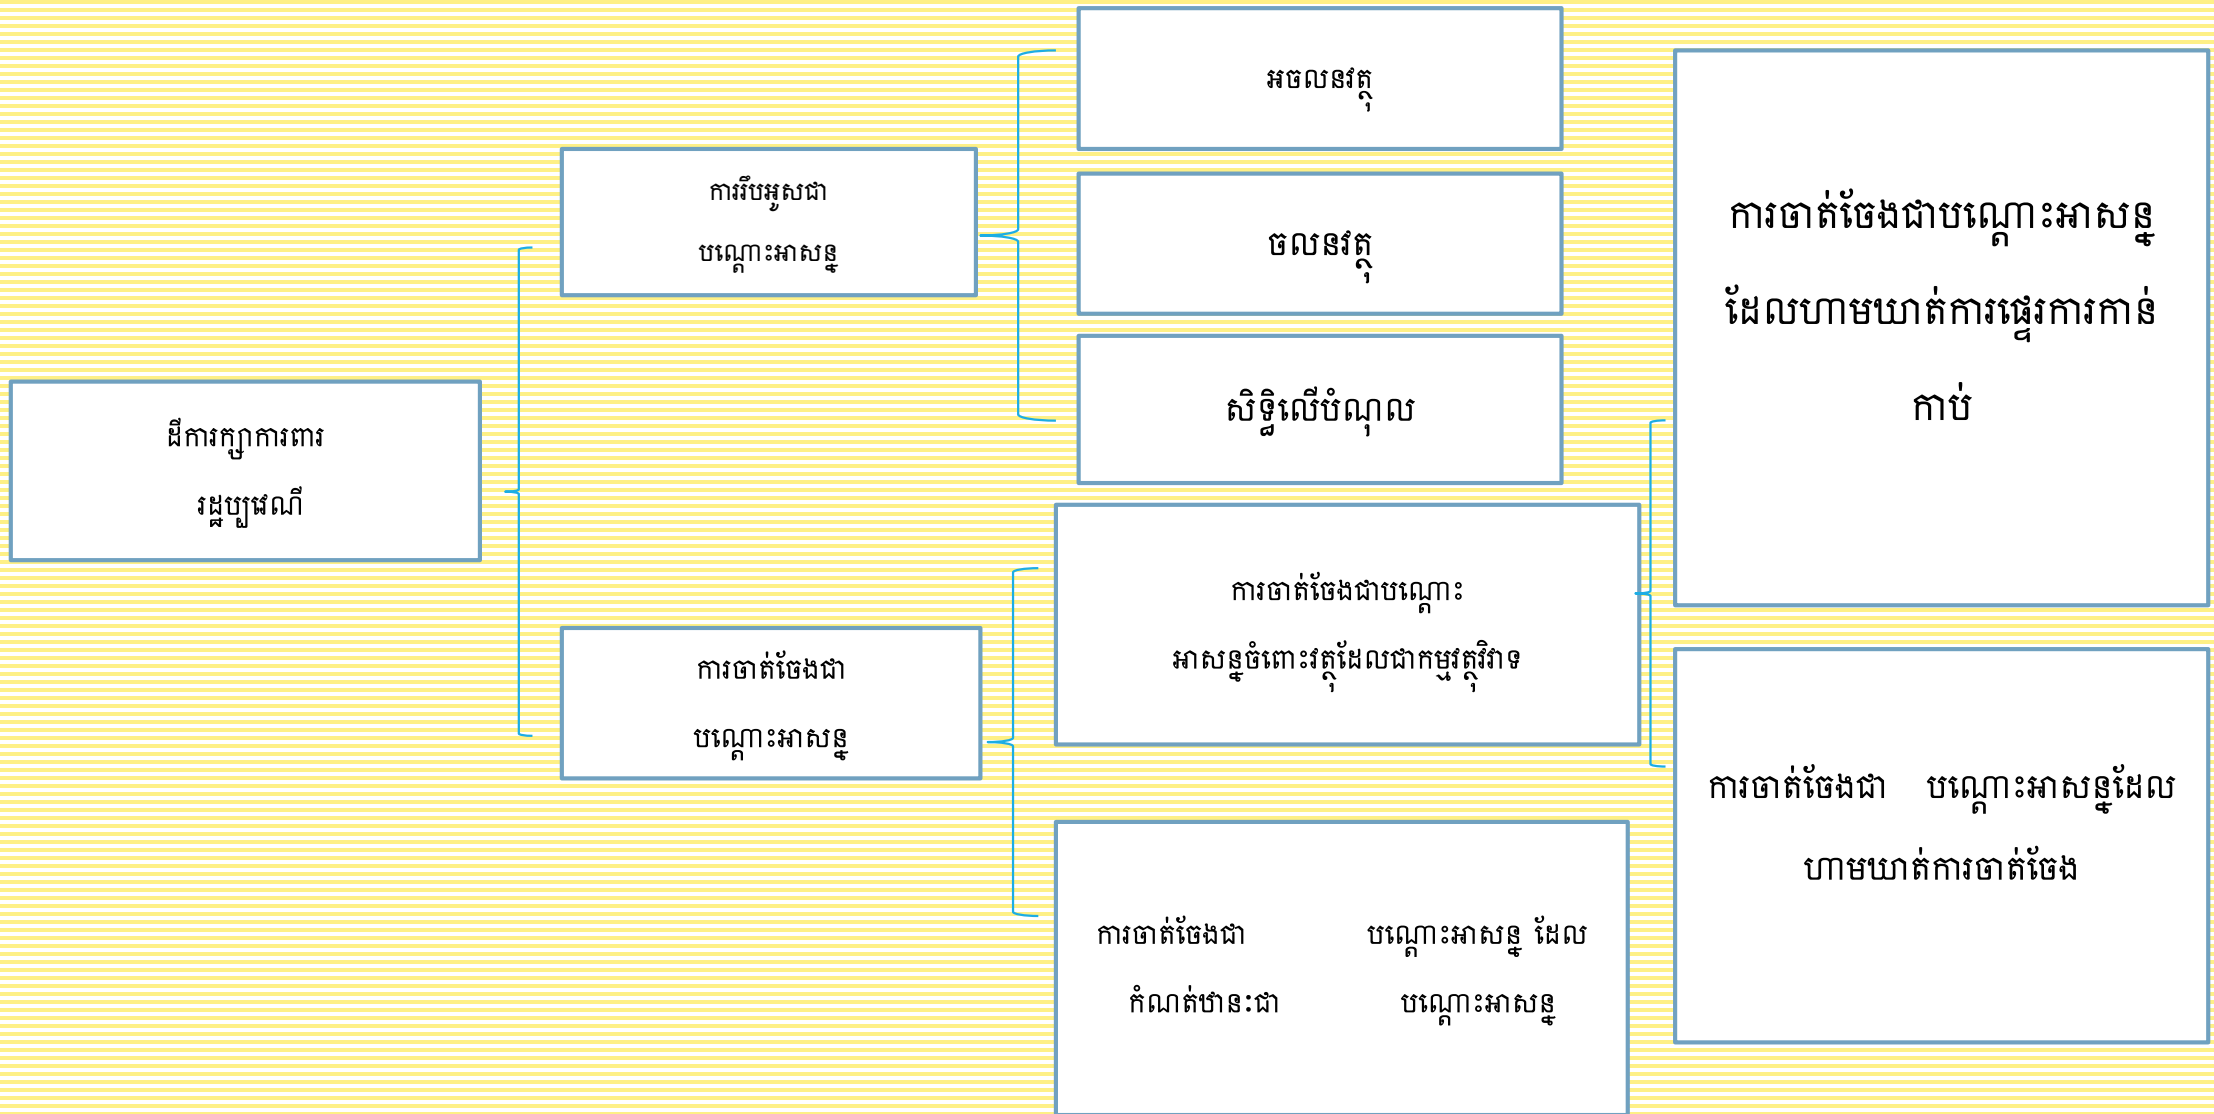 ដីការក្សាការពារ
រដ្ឋប្បវេណី
ការរឹបអូសជា
បណ្តោះអាសន្ន
អចលនវត្ថុ
ចលនវត្ថុ
សិទ្ធិលើបំណុល
ការចាត់ចែងជា
បណ្តោះអាសន្ន
ការចាត់ចែងជាបណ្តោះ
អាសន្នចំពោះវត្ថុដែលជាកម្មវត្ថុវិវាទ
ការចាត់ចែងជាបណ្តោះអាសន្ន
ដែលហាមឃាត់ការផ្ទេរការកាន់
កាប់
ការចាត់ចែងជា បណ្តោះអាសន្នដែល
ហាមឃាត់ការចាត់ចែង
ការចាត់ចែងជា បណ្តោះអាសន្ន ដែល
កំណត់ឋានៈជា បណ្តោះអាសន្ន